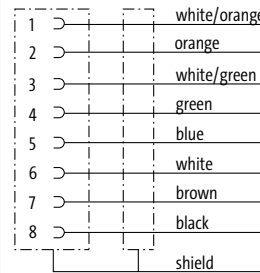 1 white/orange
2 orange
3 white/green
4 green
5 blue
6 white
7 brown
8 black
shield